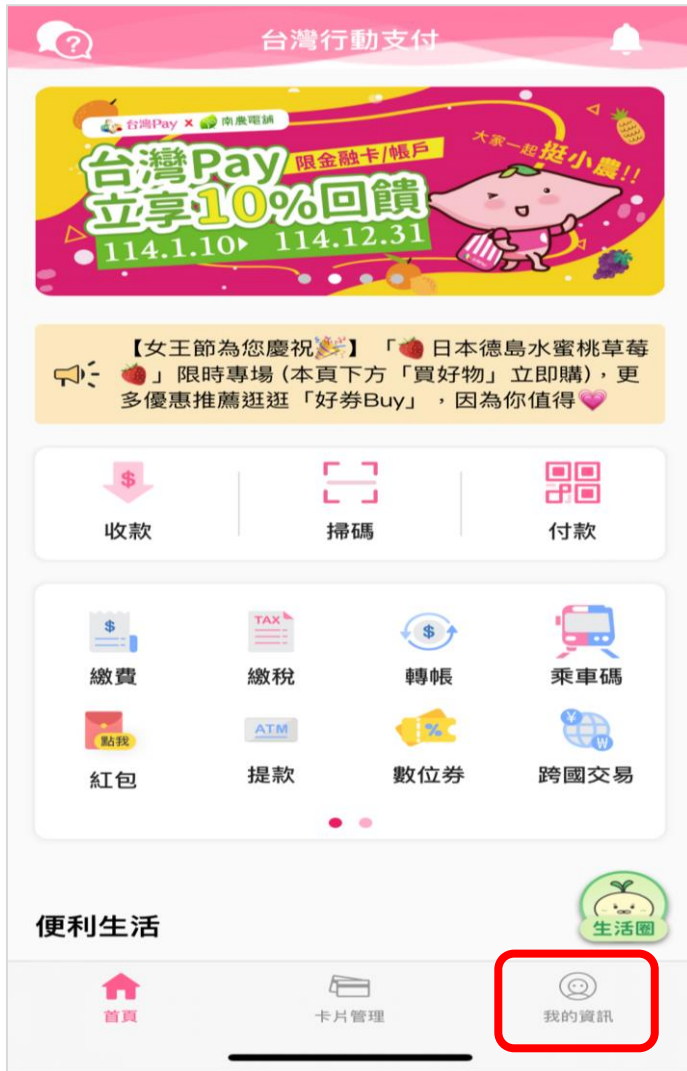 台灣行動支付
台灣Pay × 南農電舖
台灣Pay 限金融卡/帳戶
立享10%回饋
114.1.10▶ 114.12.31
大家一起挺小農!!
【女王節為您慶祝🎉】「🍓日本德島水蜜桃草莓
🍓」限時專場(本頁下方「買好物」立即購),更
多優惠推薦逛逛「好券Buy」,因為你值得💗
收款 掃碼 付款
TAX
繳費 繳稅 轉帳 乘車碼
點我 ATM
紅包 提款 數位券 跨國交易
便利生活
生活圈
首頁 卡片管理 我的資訊